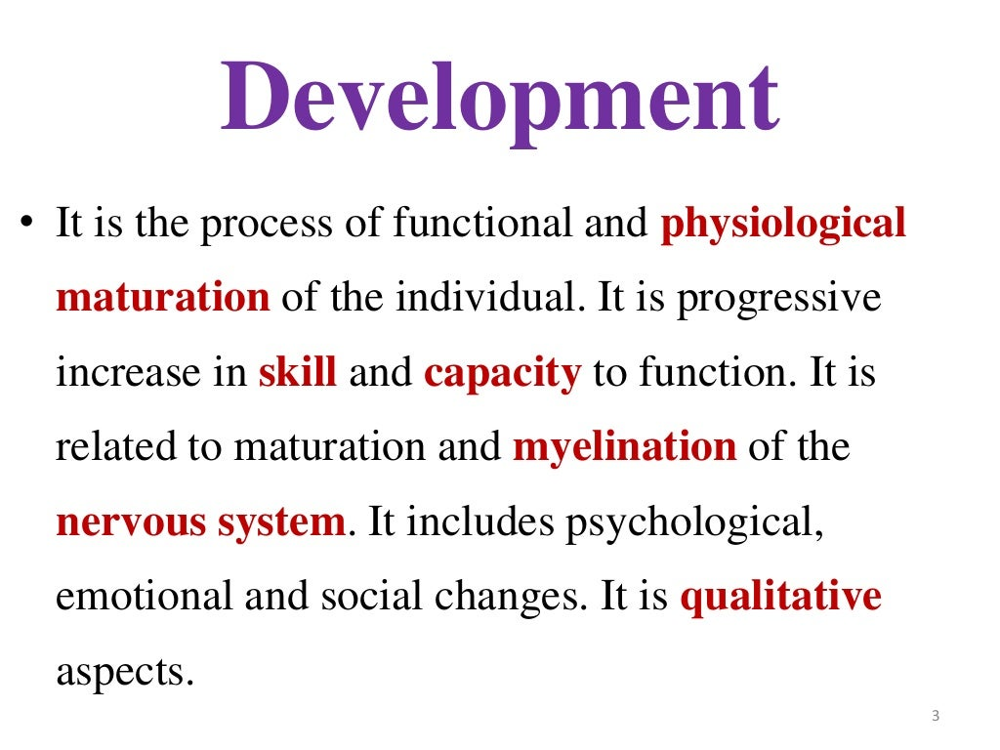 Development
• It is the process of functional and physiological
maturation of the individual. It is progressive
increase in skill and capacity to function. It is
related to maturation and myelination of the
nervous system. It includes psychological,
emotional and social changes. It is qualitative
aspects.
3